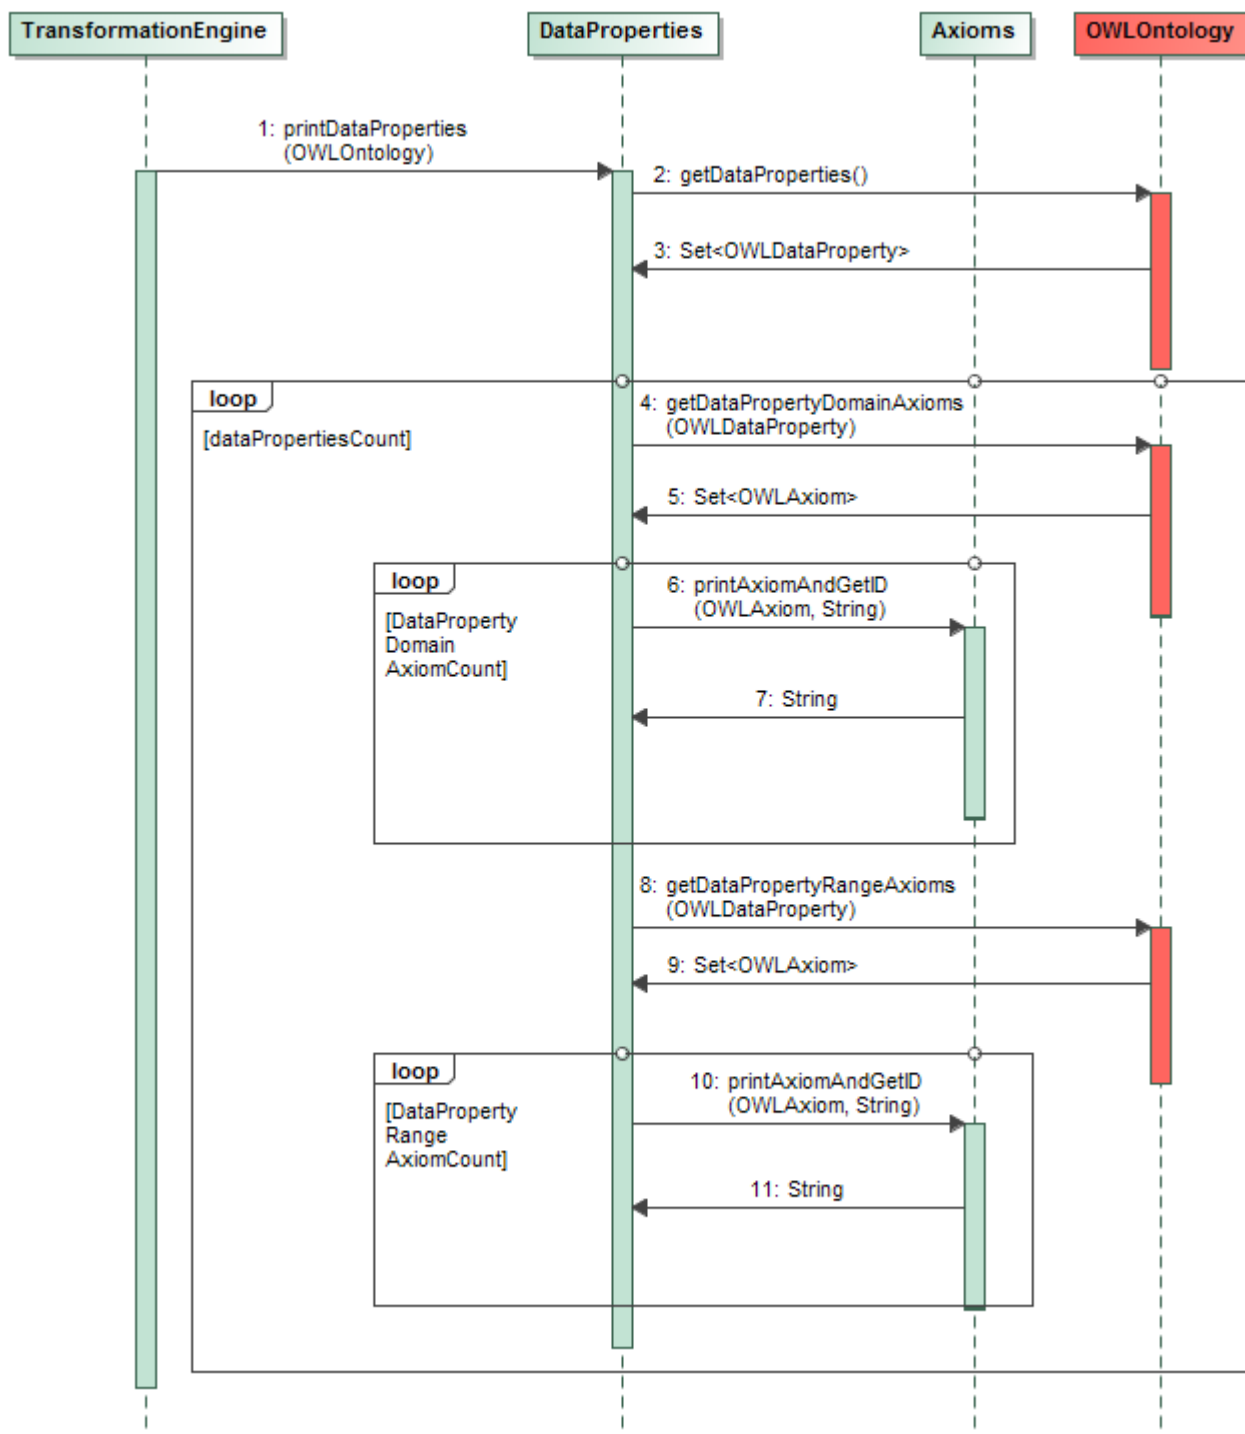 TransformationEngine
DataProperties
Axioms
OWLOntology
1: printDataProperties
(OWLOntology)
2: getDataProperties()
3: Set<OWLDataProperty>
loop
[dataPropertiesCount]
4: getDataPropertyDomainAxioms
(OWLDataProperty)
5: Set<OWLAxiom>
loop
[DataProperty
Domain
AxiomCount]
6: printAxiomAndGetID
(OWLAxiom, String)
7: String
8: getDataPropertyRangeAxioms
(OWLDataProperty)
9: Set<OWLAxiom>
loop
[DataProperty
Range
AxiomCount]
10: printAxiomAndGetID
(OWLAxiom, String)
11: String